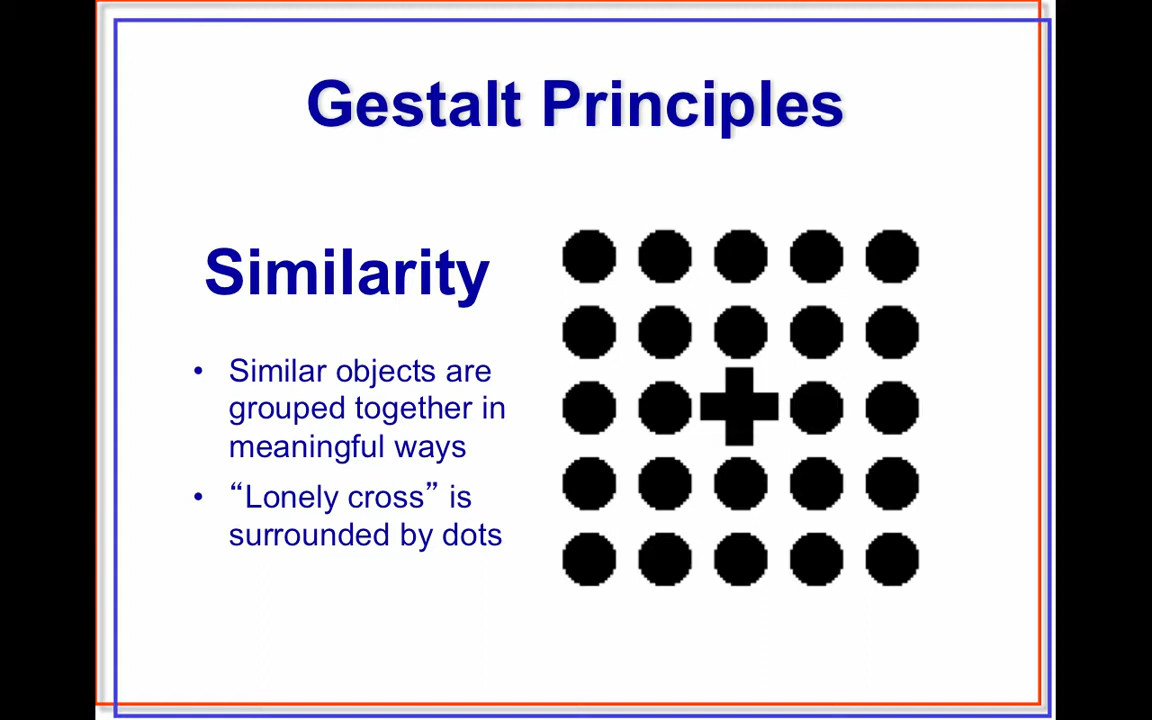 Gestalt Principles
Similarity
• Similar objects are
grouped together in
meaningful ways
• “Lonely cross” is
surrounded by dots